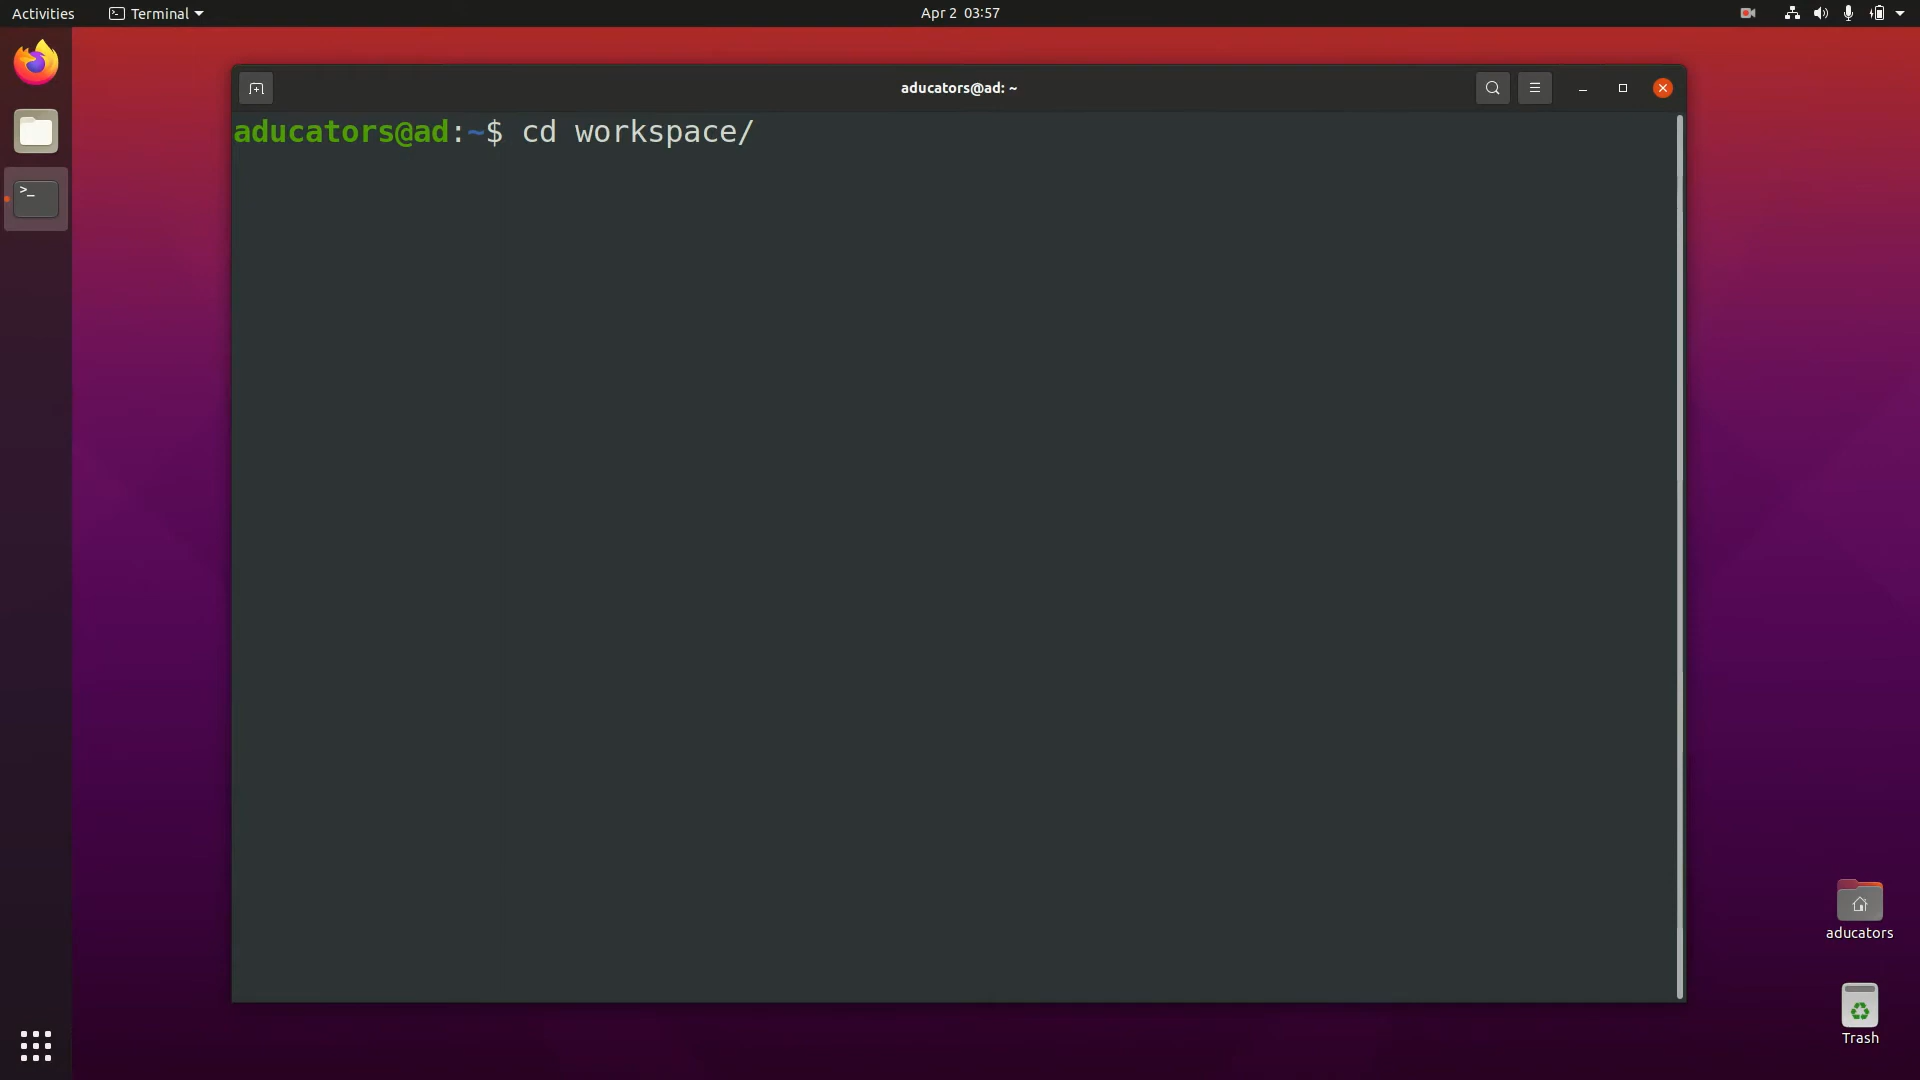 Activities
Terminal
Apr 2 03:57
aducators@ad: ~
aducators@ad:~$ cd workspace/
>_
aducators
Trash